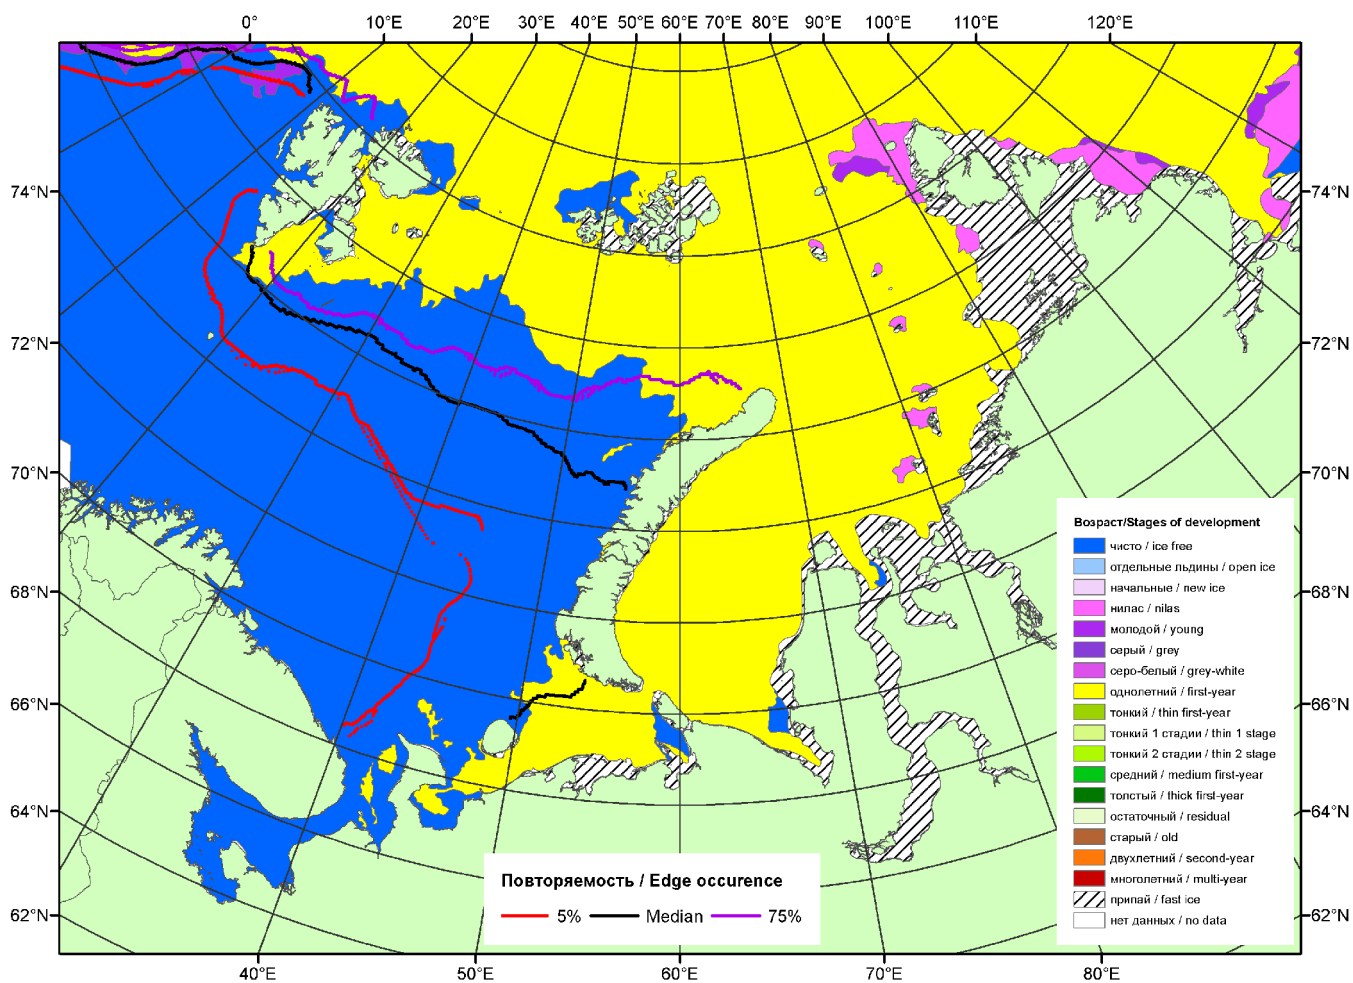 0° 10°E 20°E 30°E 40°E 50°E 60°E 70°E 80°E 90°E 100°E 110°E 120°E
74°N 74°N
72°N 72°N
70°N 70°N
68°N 68°N
66°N 66°N
64°N 64°N
62°N 62°N
Возраст/Stages of development
чисто / ice free
отдельные льдины / open ice
начальные / new ice
нилас / nilas
молодой / young
серый / grey
серо-белый / grey-white
однолетний / first-year
тонкий / thin first-year
тонкий 1 стадии / thin 1 stage
тонкий 2 стадии / thin 2 stage
средний / medium first-year
толстый / thick first-year
остаточный / residual
старый / old
двухлетний / second-year
многолетний / multi-year
припай / fast ice
нет данных / no data
Повторяемость / Edge occurence
5% Median 75%
40°E 50°E 60°E 70°E 80°E